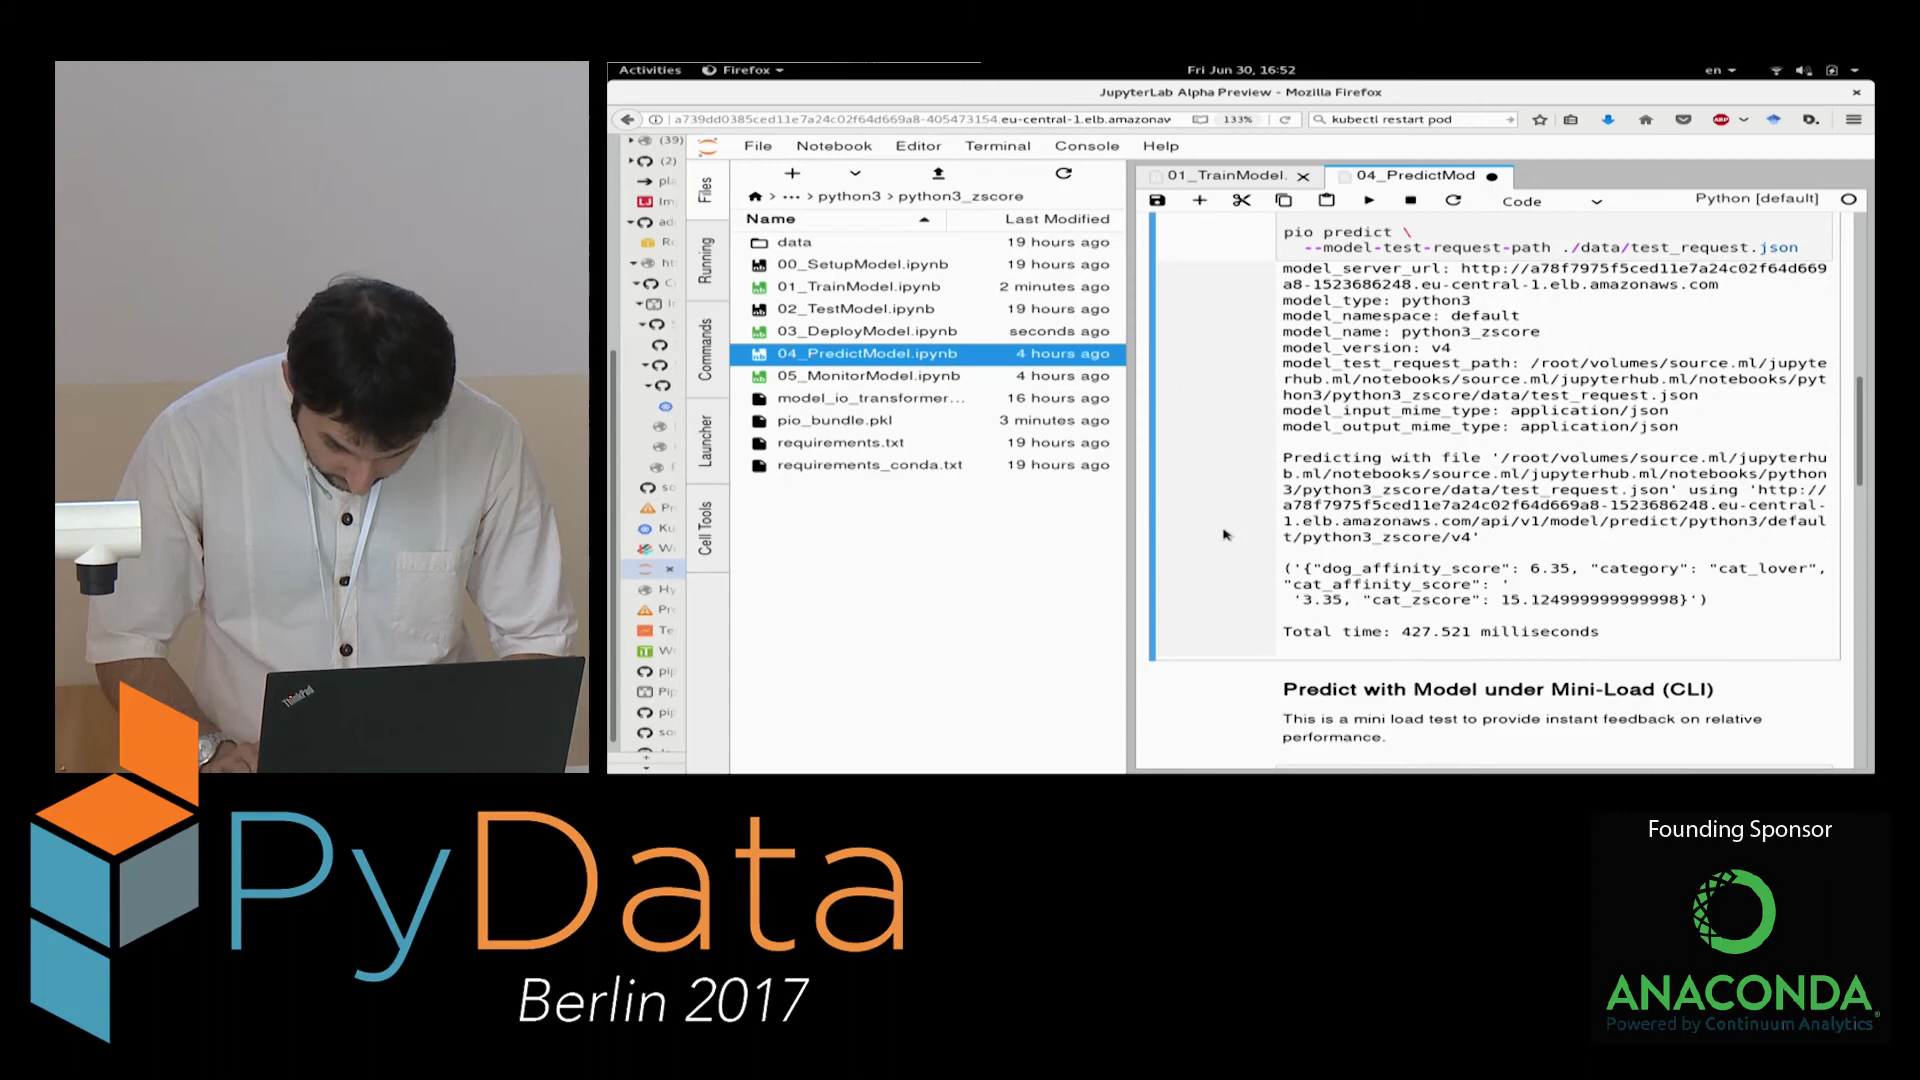 Activities Firefox Fri Jun 30, 16:52 en
JupyterLab Alpha Preview - Mozilla Firefox ×
a739dd0385ced11e7a24c02f64d669a8-405473154.eu-central-1.elb.amazonav 133% kubectl restart pod
File Notebook Editor Terminal Console Help
Files
Running
Commands
Launcher
Cell Tools
python3 > python3_zscore
Name Last Modified
data 19 hours ago
00_SetupModel.ipynb 19 hours ago
01_TrainModel.ipynb 2 minutes ago
02_TestModel.ipynb 19 hours ago
03_DeployModel.ipynb seconds ago
04_PredictModel.ipynb 4 hours ago
05_MonitorModel.ipynb 4 hours ago
model_io_transformer... 16 hours ago
pio_bundle.pkl 3 minutes ago
requirements.txt 19 hours ago
requirements_conda.txt 19 hours ago
01_TrainModel. × 04_PredictMod
Code Python [default]
pio predict \
--model-test-request-path ./data/test_request.json
model_server_url: http://a78f7975f5ced11e7a24c02f64d669
a8-1523686248.eu-central-1.elb.amazonaws.com
model_type: python3
model_namespace: default
model_name: python3_zscore
model_version: v4
model_test_request_path: /root/volumes/source.ml/jupyte
rhub.ml/notebooks/source.ml/jupyterhub.ml/notebooks/pyt
hon3/python3_zscore/data/test_request.json
model_input_mime_type: application/json
model_output_mime_type: application/json
Predicting with file '/root/volumes/source.ml/jupyterhu
b.ml/notebooks/source.ml/jupyterhub.ml/notebooks/python
3/python3_zscore/data/test_request.json' using 'http://
a78f7975f5ced11e7a24c02f64d669a8-1523686248.eu-central-
1.elb.amazonaws.com/api/v1/model/predict/python3/defaul
t/python3_zscore/v4'
('{"dog_affinity_score": 6.35, "category": "cat_lover",
"cat_affinity_score": '
'3.35, "cat_zscore": 15.124999999999998}')
Total time: 427.521 milliseconds
Predict with Model under Mini-Load (CLI)
This is a mini load test to provide instant feedback on relative
performance.
ThinkPad
PyData
Berlin 2017
Founding Sponsor
ANACONDA
Powered by Continuum Analytics